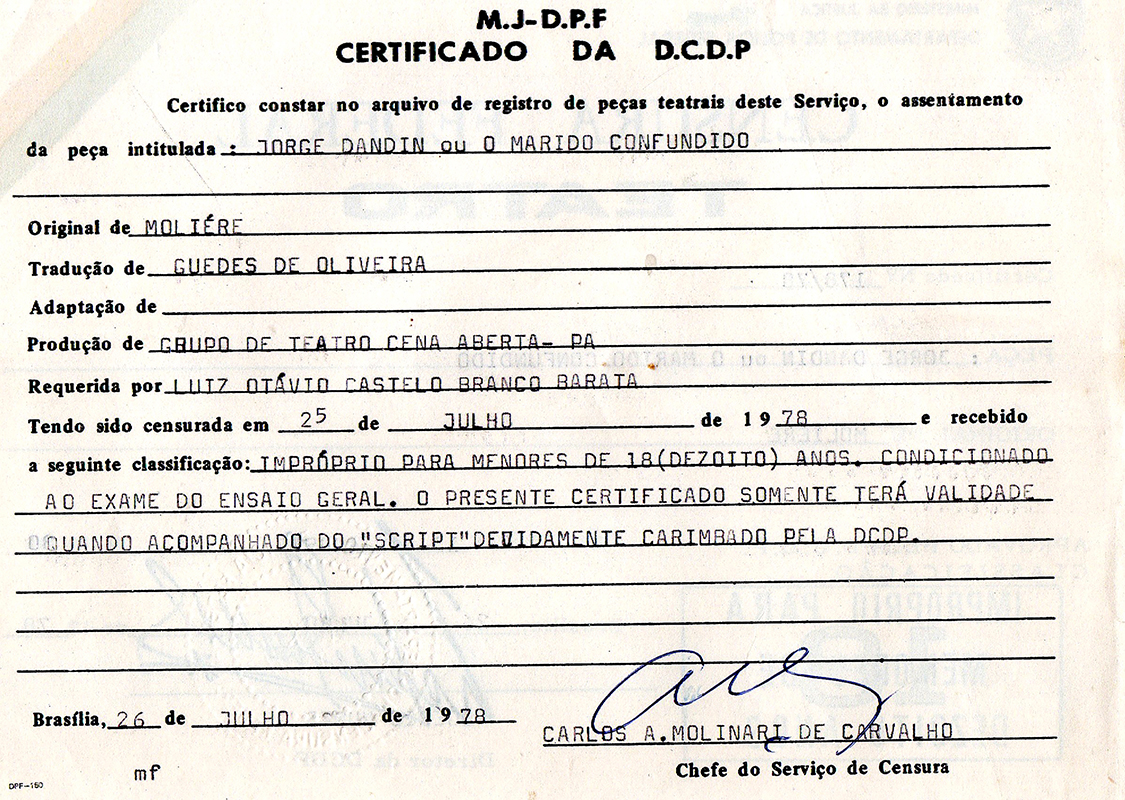 M.J-D.P.F
CERTIFICADO DA D.C.D.P
Certifico constar no arquivo de registro de peças teatrais deste Serviço, o assentamento
da peça intitulada : JORGE DANDIN ou O MARIDO CONFUNDIDO
Original de MOLIÉRE
Tradução de GUEDES DE OLIVEIRA
Adaptação de
Produção de GRUPO DE TEATRO CENA ABERTA- PA
Requerida por LUIZ OTÁVIO CASTELO BRANCO BARATA
Tendo sido censurada em 25 de JULHO de 1978 e recebido
a seguinte classificação: IMPRÓPRIO PARA MENORES DE 18(DEZOITO) ANOS. CONDICIONADO
AO EXAME DO ENSAIO GERAL. O PRESENTE CERTIFICADO SOMENTE TERÁ VALIDADE
QUANDO ACOMPANHADO DO "SCRIPT"DEVIDAMENTE CARIMBADO PELA DCDP.
Brasília, 26 de JULHO de 1978
CARLOS A.MOLINARI DE CARVALHO
Chefe do Serviço de Censura
mf
DPF-150